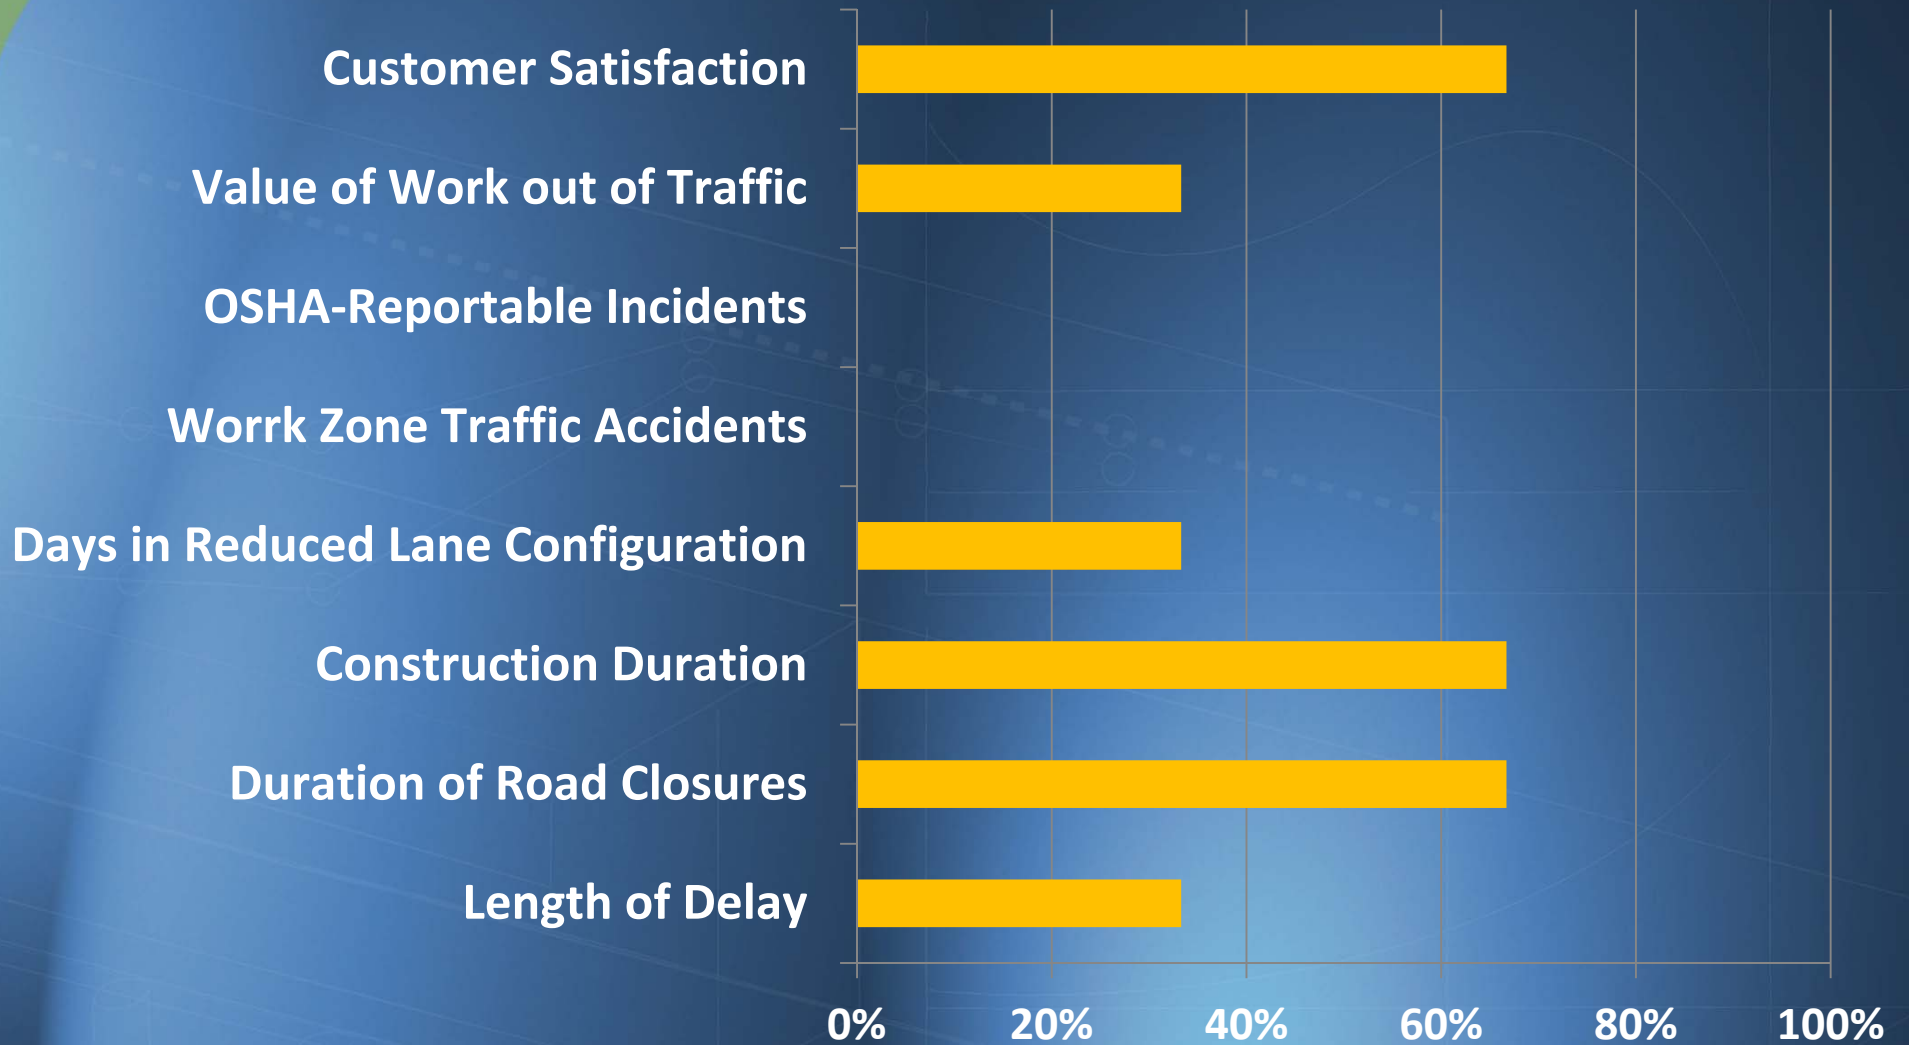 Customer Satisfaction
Value of Work out of Traffic
OSHA-Reportable Incidents
Worrk Zone Traffic Accidents
Days in Reduced Lane Configuration
Construction Duration
Duration of Road Closures
Length of Delay
0% 20% 40% 60% 80% 100%